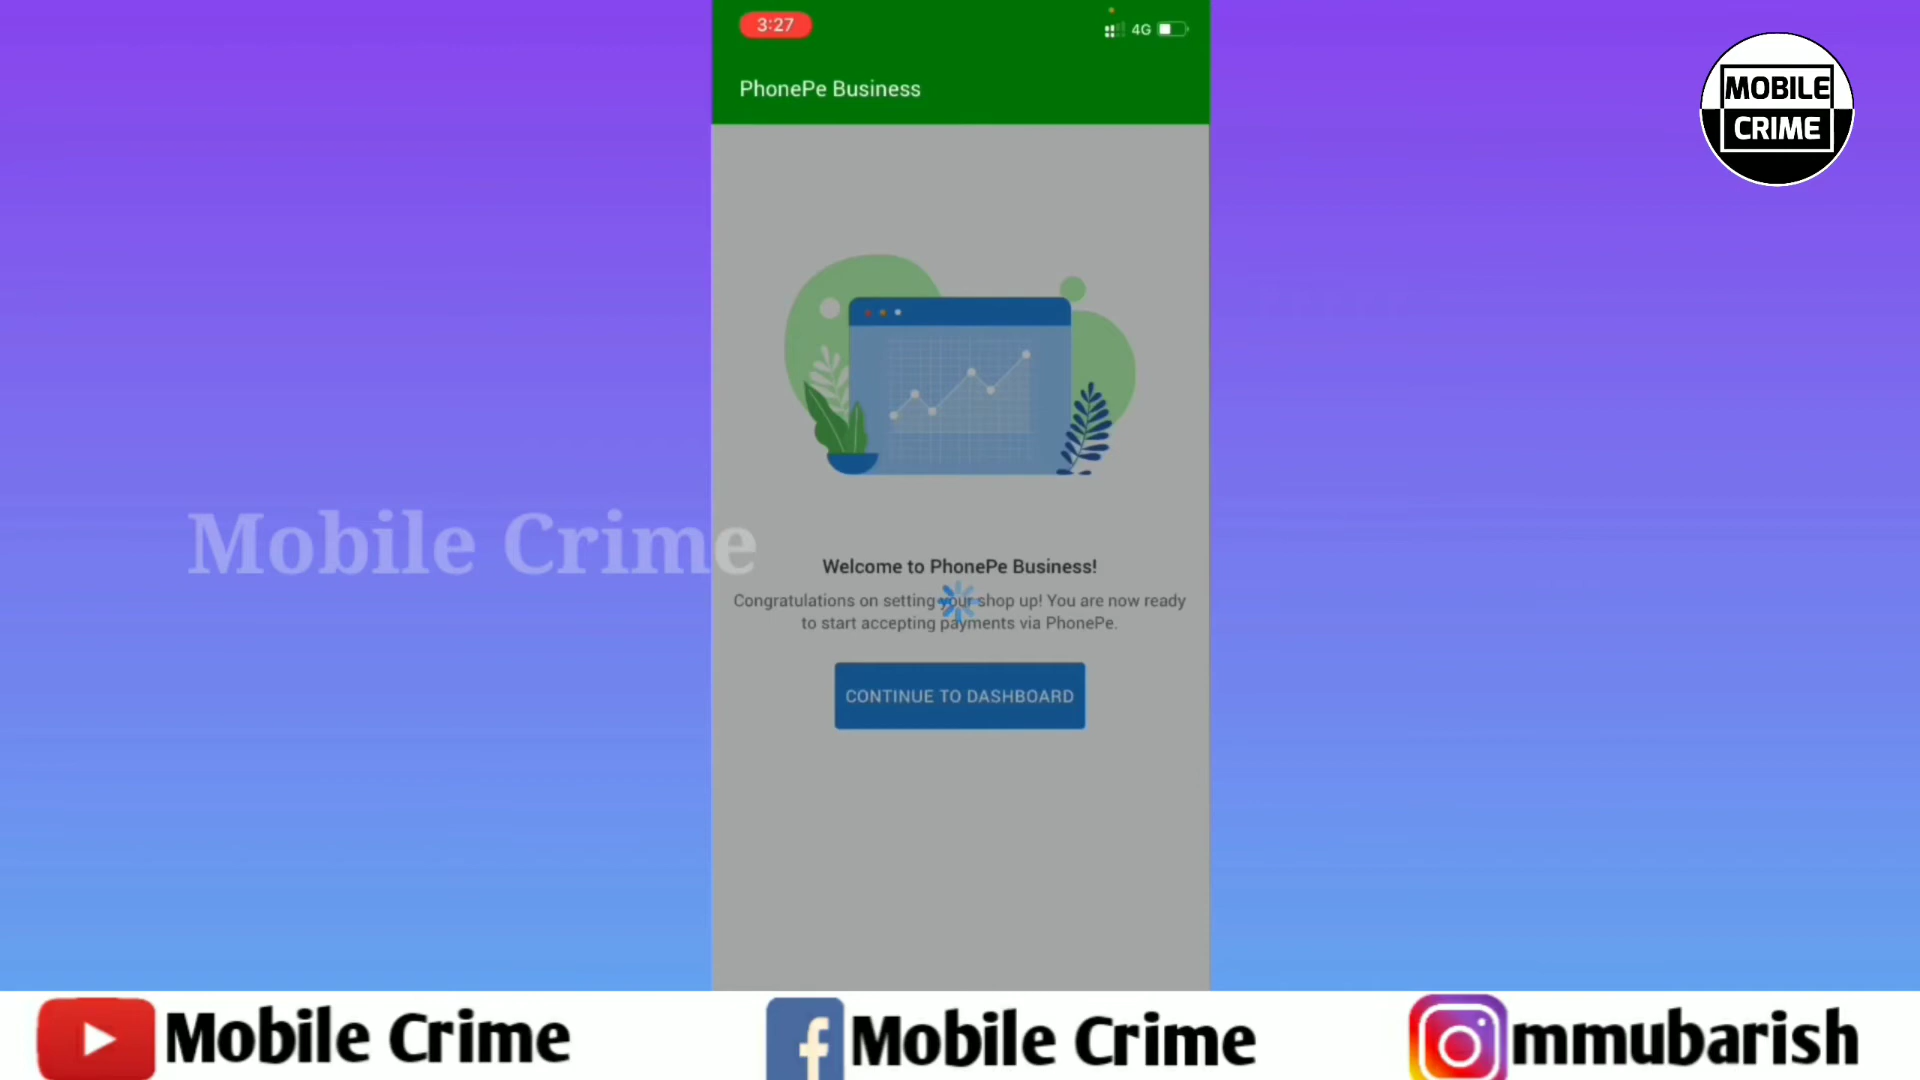 3:27
4G
PhonePe Business
MOBILE
CRIME
Mobile Crime
Welcome to PhonePe Business!
Congratulations on setting your shop up! You are now ready
to start accepting payments via PhonePe.
CONTINUE TO DASHBOARD
Mobile Crime
Mobile Crime
mmubarish